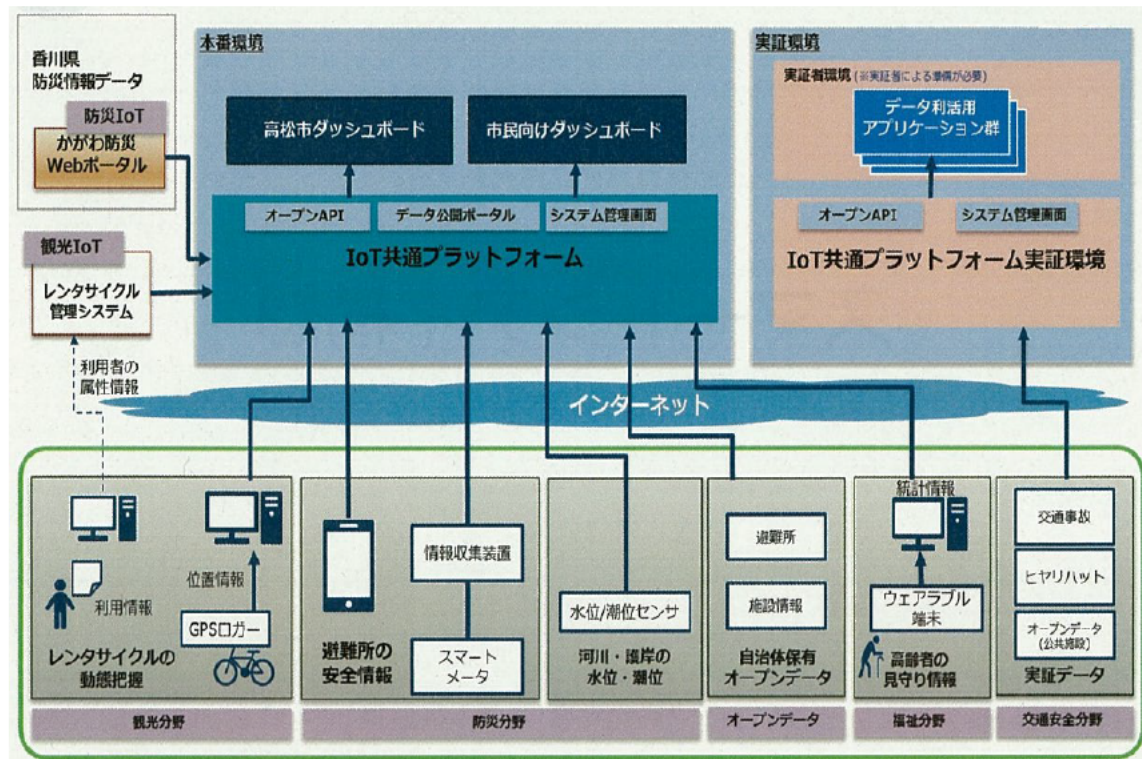 香川県
防災情報データ
防災IoT
かがわ防災
Webポータル
観光IoT
レンタサイクル
管理システム
利用者の
属性情報
本番環境
高松市ダッシュボード
市民向けダッシュボード
オープンAPI
データ公開ポータル
システム管理画面
IoT共通プラットフォーム
実証環境
実証者環境 (※実証者による準備が必要)
データ利活用
アプリケーション群
オープンAPI
システム管理画面
IoT共通プラットフォーム実証環境
インターネット
利用情報
位置情報
GPSロガー
レンタサイクルの
動態把握
観光分野
避難所の
安全情報
情報収集装置
スマート
メータ
水位/潮位センサ
河川・護岸の
水位・潮位
防災分野
避難所
施設情報
自治体保有
オープンデータ
オープンデータ
統計情報
ウェアラブル
端末
高齢者の
見守り情報
福祉分野
交通事故
ヒヤリハット
オープンデータ
(公共施設)
実証データ
交通安全分野